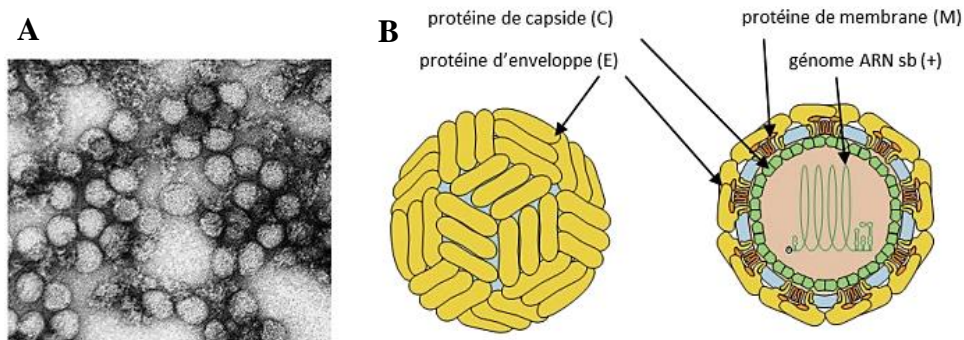 A
B
protéine de capside (C)
protéine de membrane (M)
protéine d'enveloppe (E)
génome ARN sb (+)